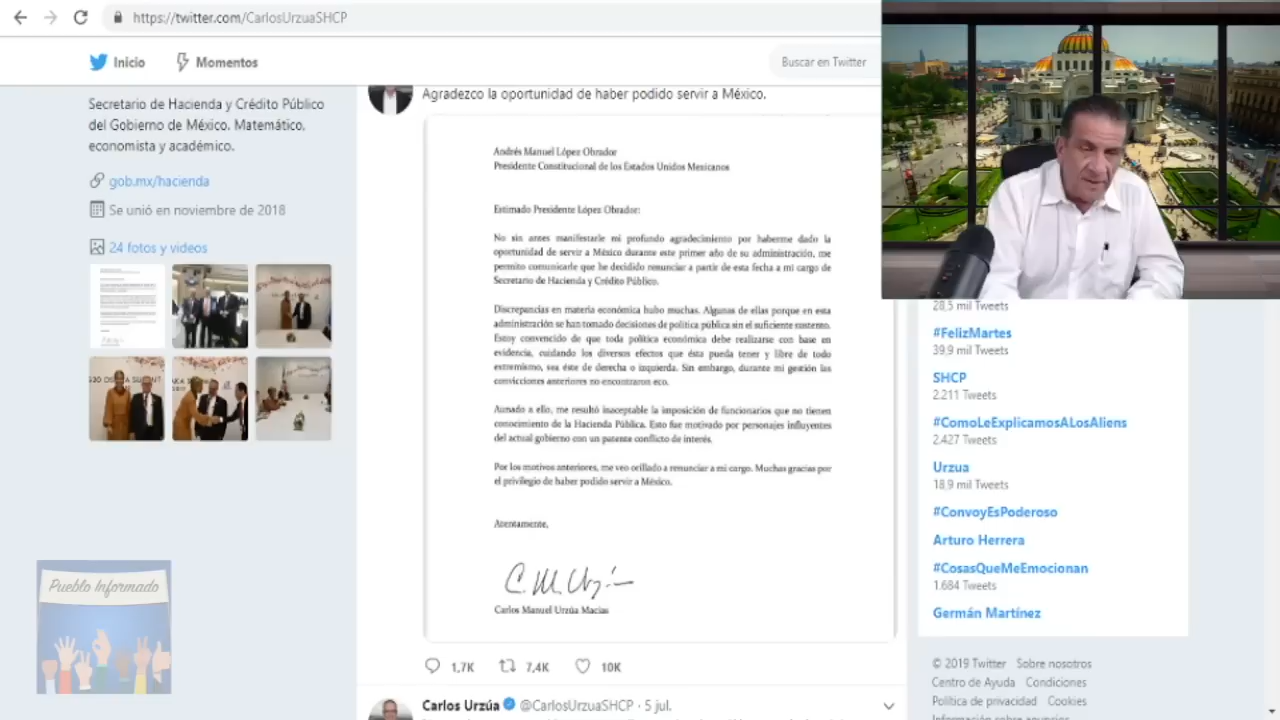 https://twitter.com/CarlosUrzuaSHCP
Inicio
Momentos
Buscar en Twitter
Secretario de Hacienda y Crédito Público
del Gobierno de México. Matemático,
economista y académico.
gob.mx/hacienda
Se unió en noviembre de 2018
24 fotos y videos
Agradezco la oportunidad de haber podido servir a México.
Andrés Manuel López Obrador
Presidente Constitucional de los Estados Unidos Mexicanos
Estimado Presidente López Obrador:
No sin antes manifestarle mi profundo agradecimiento por haberme dado la
oportunidad de servir a México durante este primer año de su administración, me
permito comunicarle que he decidido renunciar a partir de esta fecha a mi cargo de
Secretario de Hacienda y Crédito Público.
Discrepancias en materia económica hubo muchas. Algunas de ellas porque en esta
administración se han tomado decisiones de política pública sin el suficiente sustento.
Estoy convencido de que toda política económica debe realizarse con base en
evidencia, cuidando los diversos efectos que ésta pueda tener y libre de todo
extremismo, sea éste de derecha o izquierda. Sin embargo, durante mi gestión las
convicciones anteriores no encontraron eco.
Aunado a ello, me resultó inaceptable la imposición de funcionarios que no tienen
conocimiento de la Hacienda Pública. Esto fue motivado por personajes influyentes
del actual gobierno con un patente conflicto de interés.
Por los motivos anteriores, me veo orillado a renunciar a mi cargo. Muchas gracias por
el privilegio de haber podido servir a México.
Atentamente,
Carlos Manuel Urzúa Macías
1,7K 7,4K 10K
Carlos Urzúa @CarlosUrzuaSHCP · 5 jul.
28,5 mil Tweets
#FelizMartes
39,9 mil Tweets
SHCP
2.211 Tweets
#ComoLeExplicamosALosAliens
2.427 Tweets
Urzua
18,9 mil Tweets
#ConvoyEsPoderoso
Arturo Herrera
#CosasQueMeEmocionan
1.684 Tweets
Germán Martínez
© 2019 Twitter Sobre nosotros
Centro de Ayuda Condiciones
Política de privacidad Cookies
Información sobre anuncios
Pueblo Informado